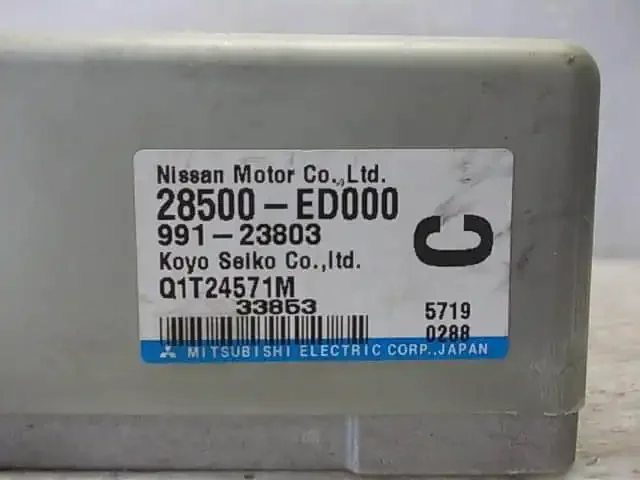 Nissan Motor Co.,Ltd.
28500-ED000
991-23803
C
Koyo Seiko Co.,ltd.
Q1T24571M
33853
5719
0288
MITSUBISHI ELECTRIC CORP.,JAPAN